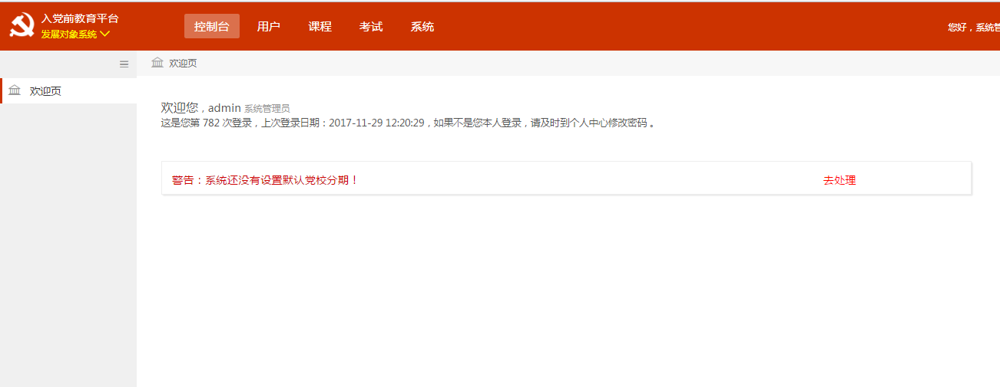 入党前教育平台
发展对象系统
控制台 用户 课程 考试 系统
您好，系统管
欢迎页
欢迎页
欢迎您，admin 系统管理员
这是您第 782 次登录，上次登录日期：2017-11-29 12:20:29，如果不是您本人登录，请及时到个人中心修改密码 。
警告：系统还没有设置默认党校分期！ 去处理